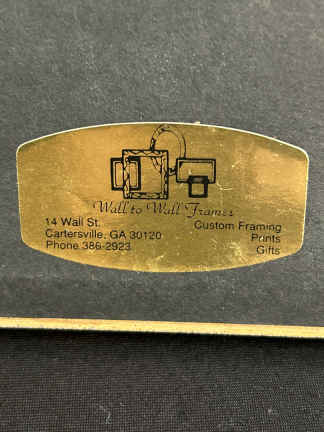 Wall to Wall Frames
14 Wall St.
Cartersville, GA 30120
Phone 386-2923
Custom Framing
Prints
Gifts